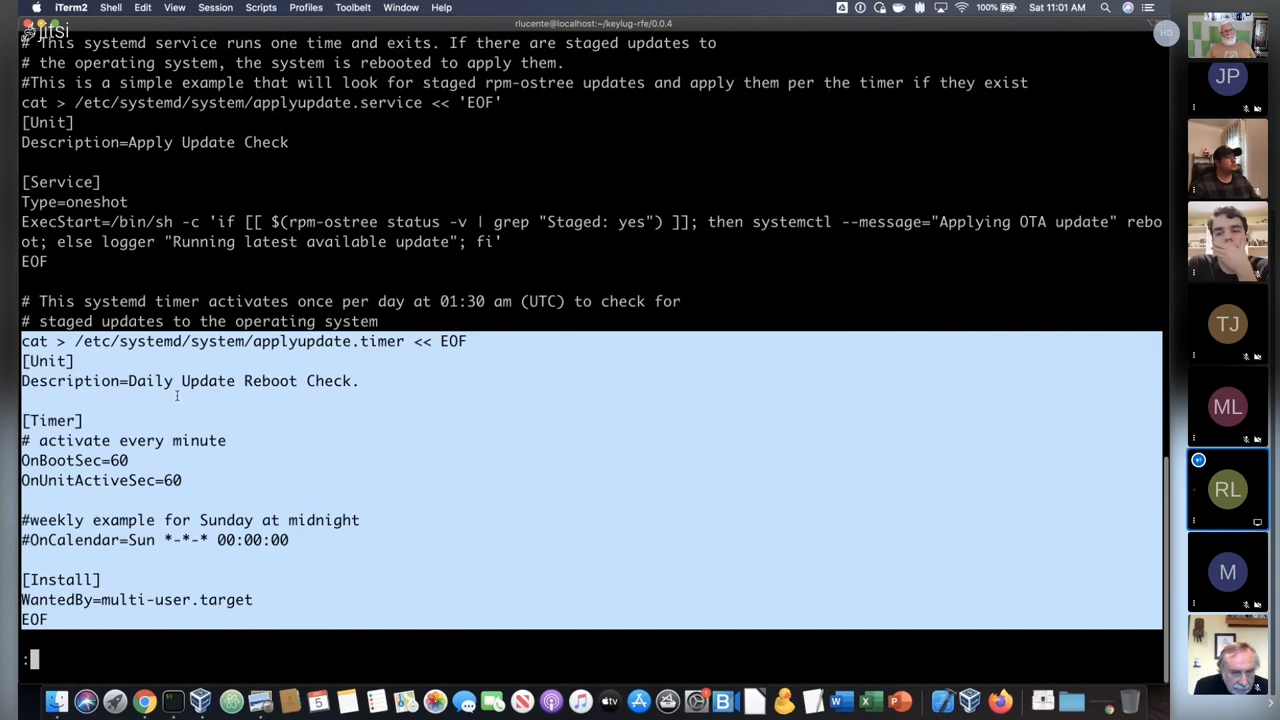 iTerm2 Shell Edit View Session Scripts Profiles Toolbelt Window Help
100% Sat 11:01 AM
jitsi
rlucente@localhost:~/keylug-rfe/0.0.4
# This systemd service runs one time and exits. If there are staged updates to
# the operating system, the system is rebooted to apply them.
#This is a simple example that will look for staged rpm-ostree updates and apply them per the timer if they exist
cat > /etc/systemd/system/applyupdate.service << 'EOF'
[Unit]
Description=Apply Update Check
[Service]
Type=oneshot
ExecStart=/bin/sh -c 'if [[ $(rpm-ostree status -v | grep "Staged: yes") ]]; then systemctl --message="Applying OTA update" rebo
ot; else logger "Running latest available update"; fi'
EOF
# This systemd timer activates once per day at 01:30 am (UTC) to check for
# staged updates to the operating system
cat > /etc/systemd/system/applyupdate.timer << EOF
[Unit]
Description=Daily Update Reboot Check.
[Timer]
# activate every minute
OnBootSec=60
OnUnitActiveSec=60
#weekly example for Sunday at midnight
#OnCalendar=Sun *-*-* 00:00:00
[Install]
WantedBy=multi-user.target
EOF
:
HD
JP
TJ
ML
RL
M
5